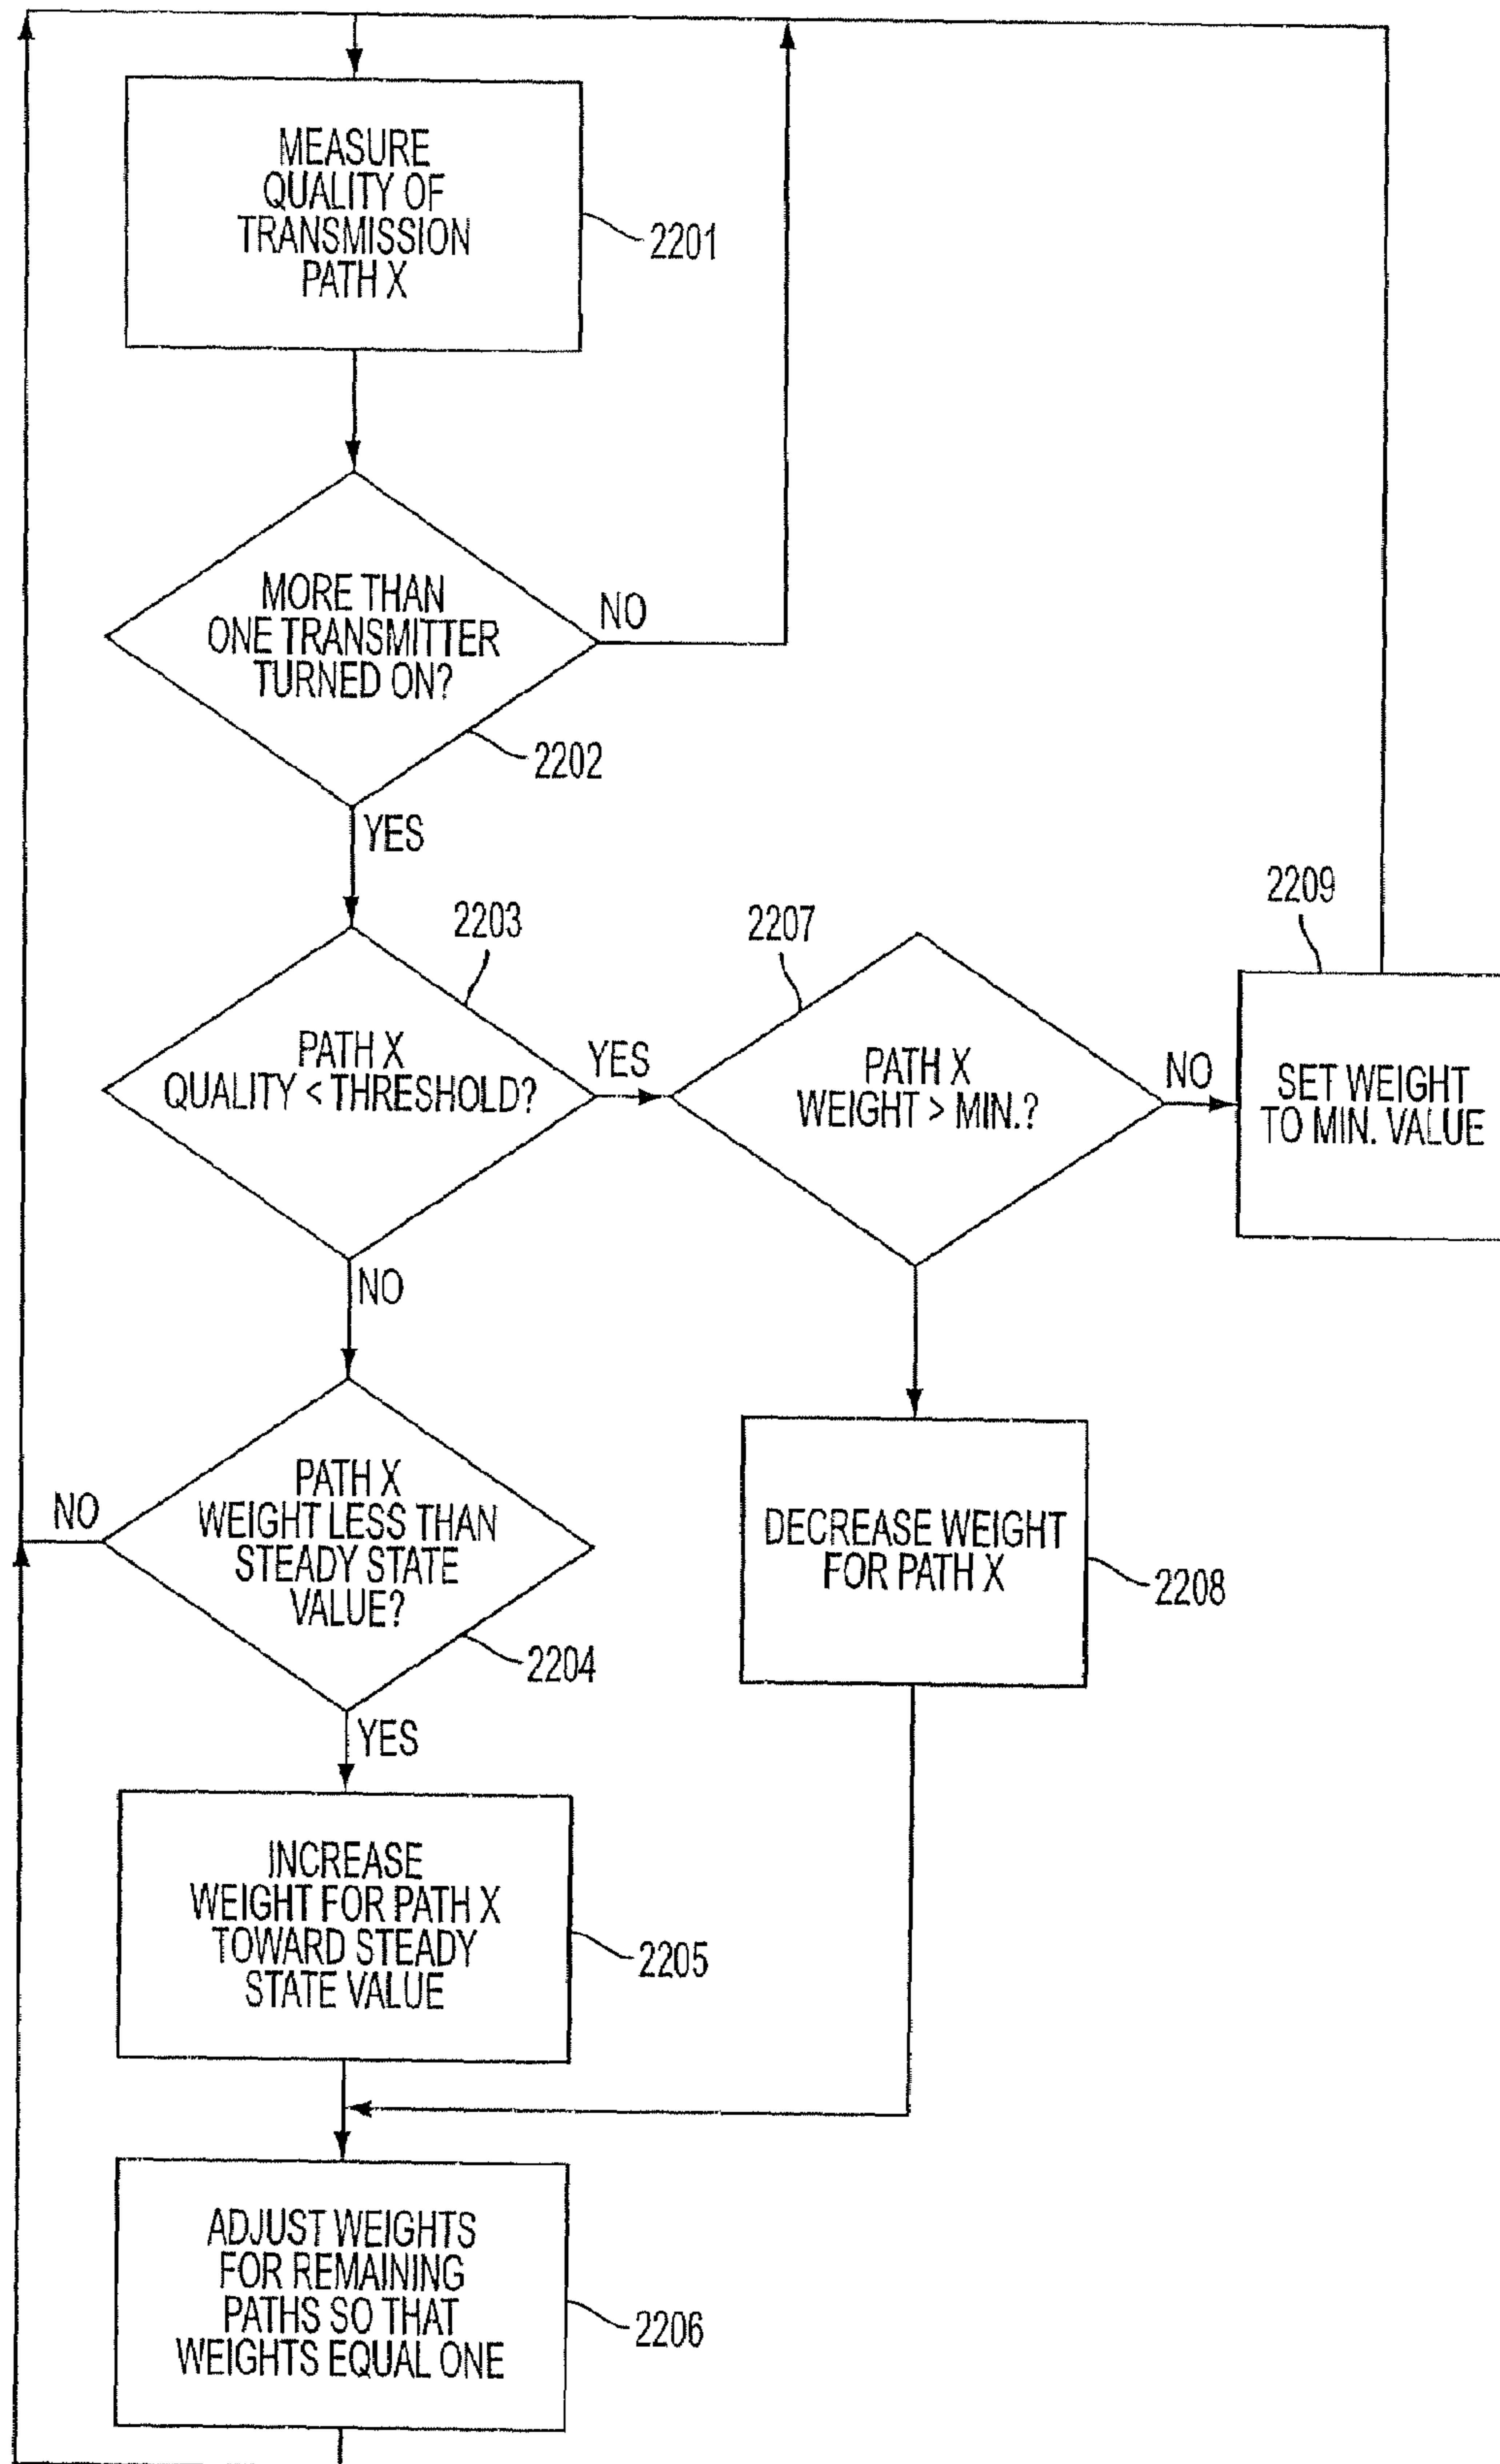 MEASURE
QUALITY OF
TRANSMISSION
PATH X
2201
MORE THAN
ONE TRANSMITTER
TURNED ON?
NO
2202
YES
2203
PATH X
QUALITY < THRESHOLD?
YES
2207
PATH X
WEIGHT > MIN.?
NO
2209
SET WEIGHT
TO MIN. VALUE
NO
PATH X
WEIGHT LESS THAN
STEADY STATE
VALUE?
NO
2204
YES
DECREASE WEIGHT
FOR PATH X
2208
INCREASE
WEIGHT FOR PATH X
TOWARD STEADY
STATE VALUE
2205
ADJUST WEIGHTS
FOR REMAINING
PATHS SO THAT
WEIGHTS EQUAL ONE
2206